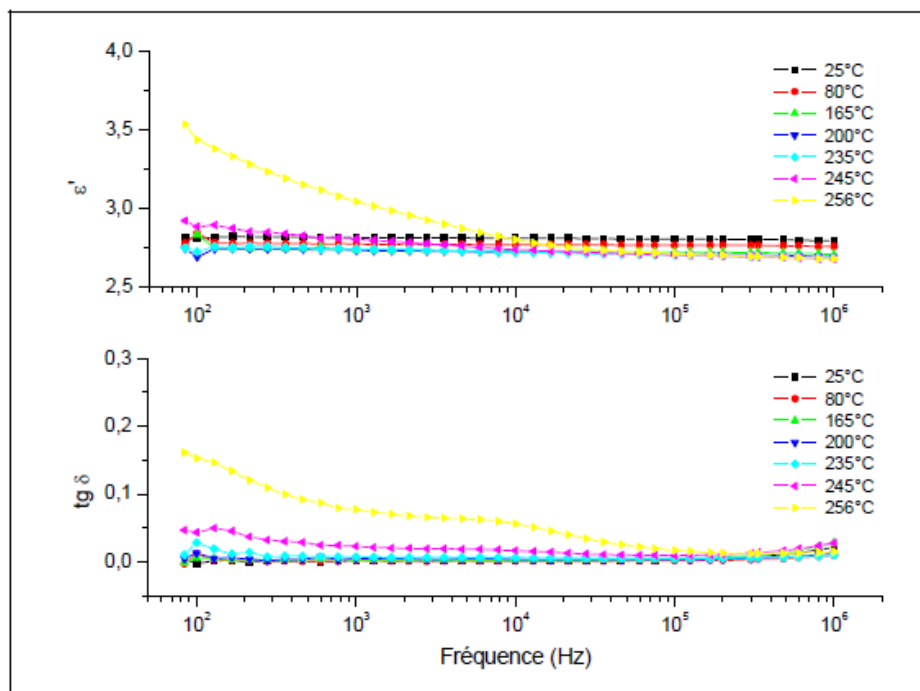 4,0
3,5
3,0
2,5
ε'
25°C
80°C
165°C
200°C
235°C
245°C
256°C
10² 10³ 10⁴ 10⁵ 10⁶
0,3
0,2
0,1
0,0
tg δ
25°C
80°C
165°C
200°C
235°C
245°C
256°C
10² 10³ 10⁴ 10⁵ 10⁶
Fréquence (Hz)